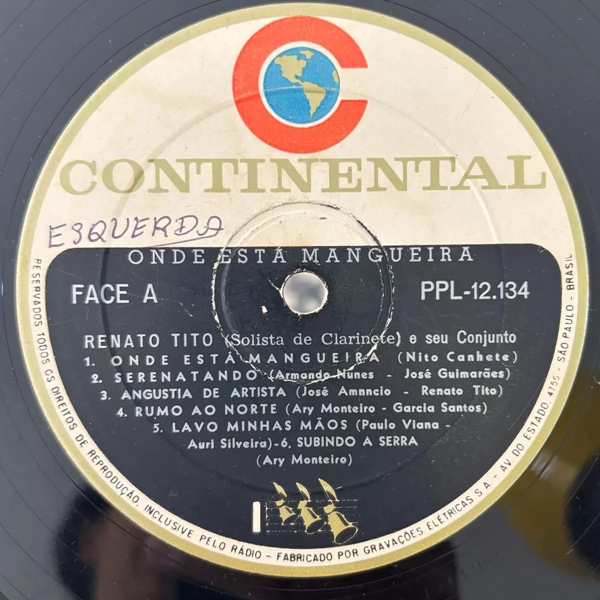 CONTINENTAL
ESQUERDA
ONDE ESTÁ MANGUEIRA
FACE A
PPL-12.134
RENATO TITO (Solista de Clarinete) e seu Conjunto
1. ONDE ESTÁ MANGUEIRA (Nito Canhete)
2. SERENATANDO (Armando Nunes - José Guimarães)
3. ANGUSTIA DE ARTISTA (José Amncio - Renato Tito)
4. RUMO AO NORTE (Ary Monteiro - Garcia Santos)
5. LAVO MINHAS MÃOS (Paulo Viana -
Auri Silveira)-6. SUBINDO A SERRA
(Ary Monteiro)
RESERVADOS TODOS OS DIREITOS DE REPRODUÇÃO, INCLUSIVE PELO RÁDIO - FABRICADO POR GRAVAÇÕES ELÉTRICAS S.A. - AV. DO ESTADO, 4755 - SÃO PAULO - BRASIL